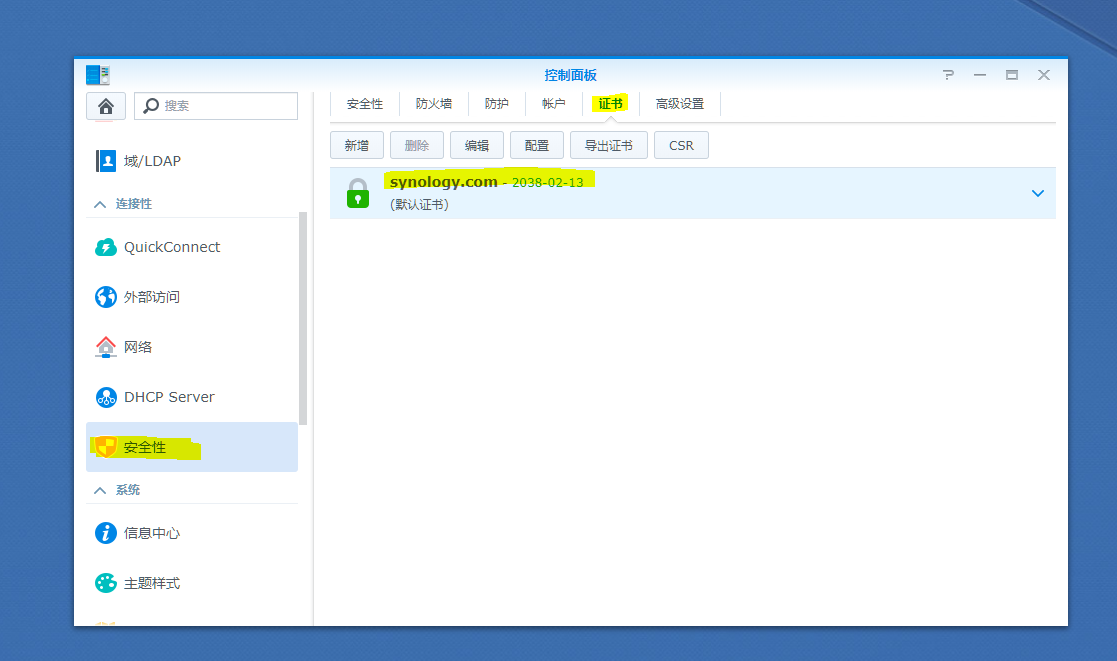 控制面板
搜索
域/LDAP
连接性
QuickConnect
外部访问
网络
DHCP Server
安全性
系统
信息中心
主题样式
安全性 防火墙 防护 帐户 证书 高级设置
新增 删除 编辑 配置 导出证书 CSR
synology.com - 2038-02-13
(默认证书)